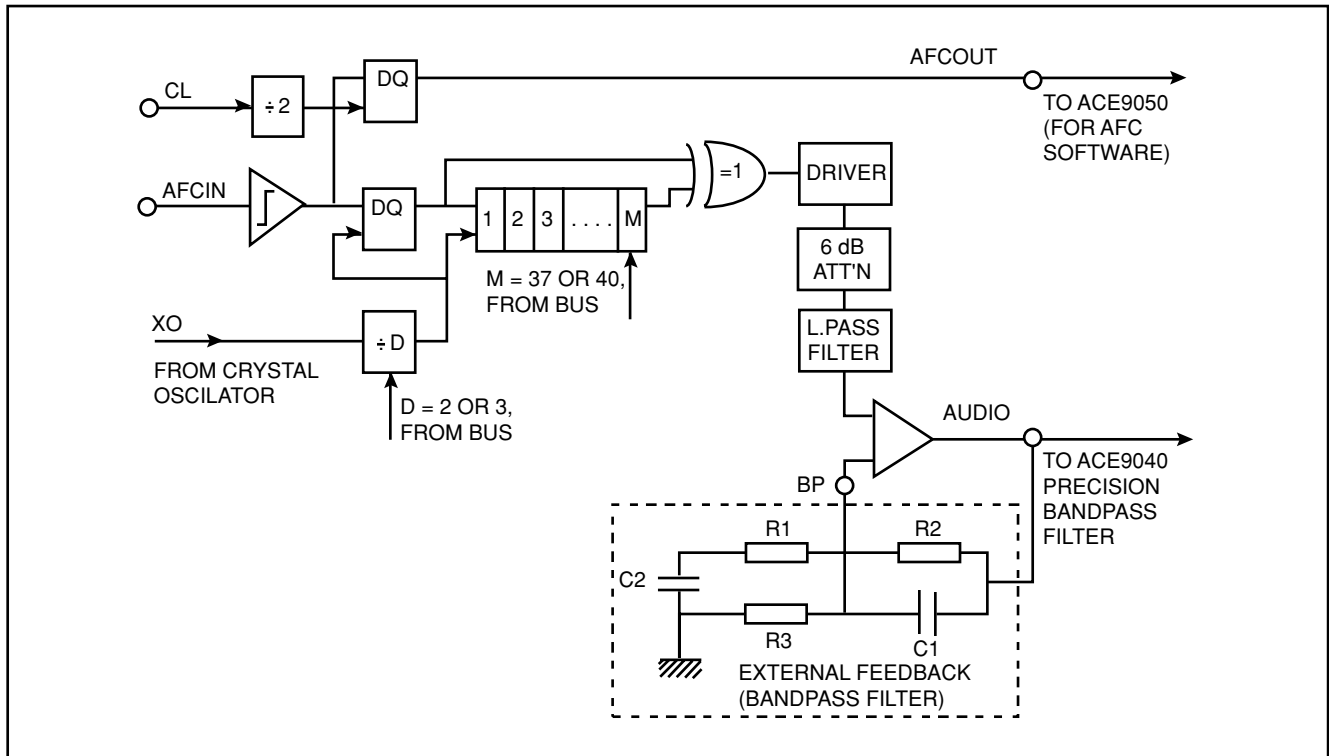 AFCOUT
CL
÷2
DQ
TO ACE9050
(FOR AFC
SOFTWARE)
AFCIN
DQ
=1
DRIVER
1 2 3 . . . . M
6 dB
ATT'N
M = 37 OR 40,
FROM BUS
XO
÷D
L.PASS
FILTER
FROM CRYSTAL
OSCILATOR
D = 2 OR 3,
FROM BUS
AUDIO
TO ACE9040
PRECISION
BANDPASS
FILTER
BP
R1
R2
C2
R3
C1
EXTERNAL FEEDBACK
(BANDPASS FILTER)